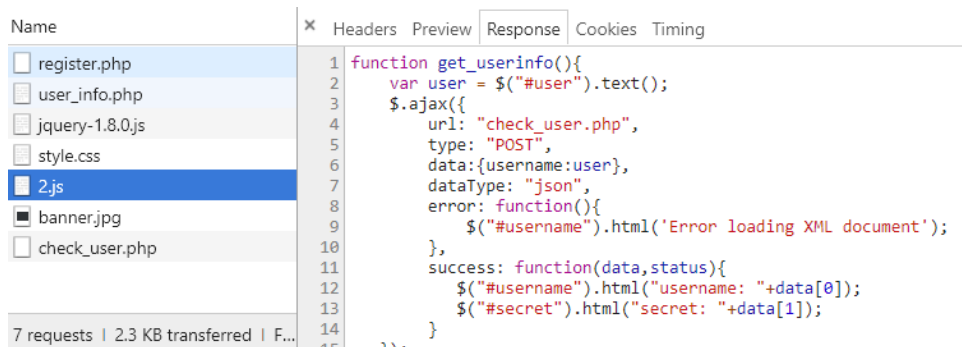 Name
register.php
user_info.php
jquery-1.8.0.js
style.css
2.js
banner.jpg
check_user.php
7 requests | 2.3 KB transferred | F...
× Headers Preview Response Cookies Timing
1 function get_userinfo(){
2 var user = $("#user").text();
3 $.ajax({
4 url: "check_user.php",
5 type: "POST",
6 data:{username:user},
7 dataType: "json",
8 error: function(){
9 $("#username").html('Error loading XML document');
10 },
11 success: function(data,status){
12 $("#username").html("username: "+data[0]);
13 $("#secret").html("secret: "+data[1]);
14 }